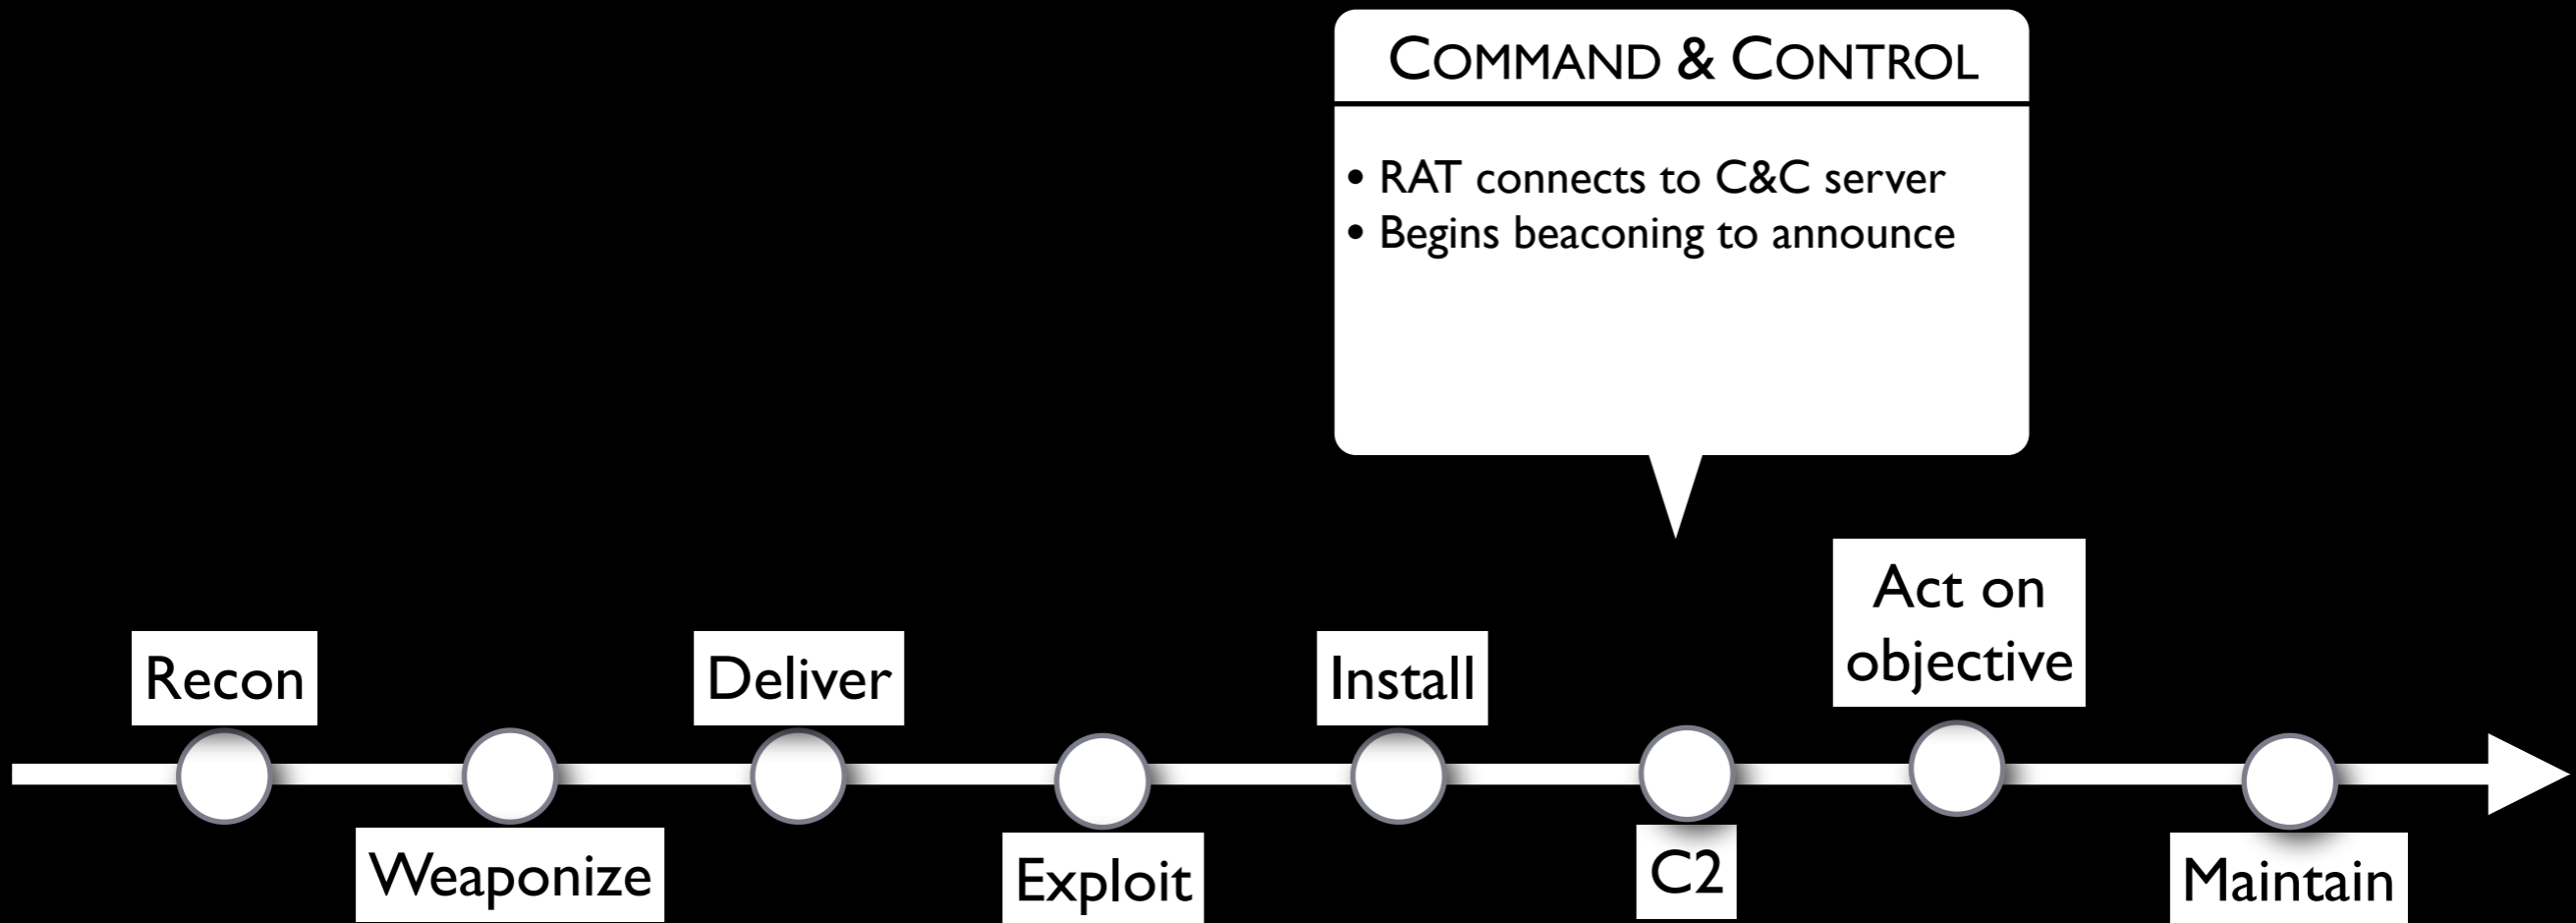 COMMAND & CONTROL
• RAT connects to C&C server
• Begins beaconing to announce
Recon
Weaponize
Deliver
Exploit
Install
C2
Act on
objective
Maintain